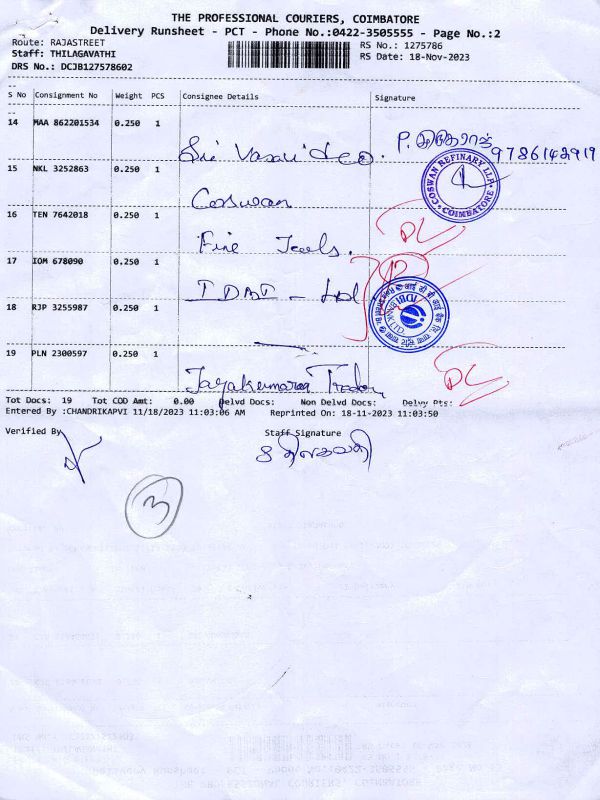 THE PROFESSIONAL COURIERS, COIMBATORE
Delivery Runsheet - PCT - Phone No.:0422-3505555 - Page No.:2
Route: RAJASTREET
RS No.: 1275786
Staff: THILAGAVATHI
RS Date: 18-Nov-2023
DRS No.: DCJB127578602
S No Consignment No Weight PCS Consignee Details Signature
14 MAA 862201534 0.250 1
Sri Vasavi & co. P.
9786142919
15 NKL 3252863 0.250 1
Coswan
COSWAN REFINARY LLP
COIMBATORE
16 TEN 7642018 0.250 1
Fine Jewels. DL
17 IOM 678090 0.250 1
IDBI - Ltd
18 RJP 3255987 0.250 1
19 PLN 2300597 0.250 1
DL
Tot Docs: 19 Tot COD Amt: 0.00 Delvd Docs: Non Delvd Docs: Delvy Pts:
Entered By :CHANDRIKAPVI 11/18/2023 11:03:06 AM Reprinted On: 18-11-2023 11:03:50
Verified By
Staff Signature
3